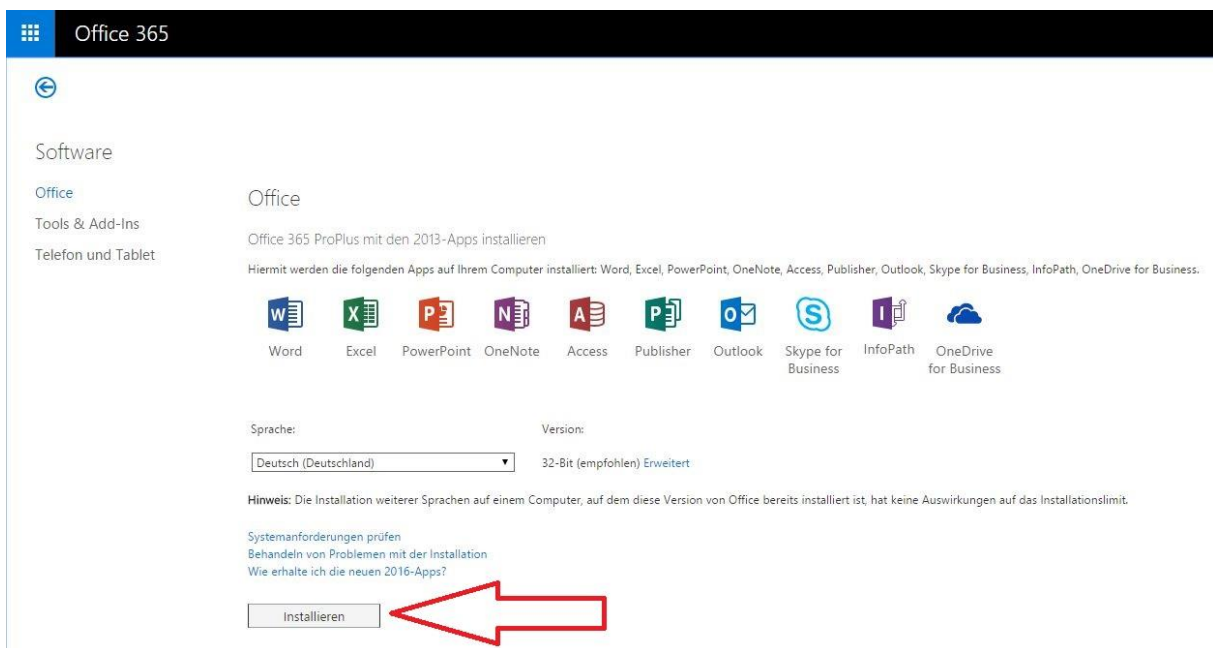 Office 365
Software
Office
Tools & Add-Ins
Telefon und Tablet
Office
Office 365 ProPlus mit den 2013-Apps installieren
Hiermit werden die folgenden Apps auf Ihrem Computer installiert: Word, Excel, PowerPoint, OneNote, Access, Publisher, Outlook, Skype for Business, InfoPath, OneDrive for Business.
Word Excel PowerPoint OneNote Access Publisher Outlook Skype for Business InfoPath OneDrive for Business
Sprache: Version:
Deutsch (Deutschland) 32-Bit (empfohlen) Erweitert
Hinweis: Die Installation weiterer Sprachen auf einem Computer, auf dem diese Version von Office bereits installiert ist, hat keine Auswirkungen auf das Installationslimit.
Systemanforderungen prüfen
Behandeln von Problemen mit der Installation
Wie erhalte ich die neuen 2016-Apps?
Installieren